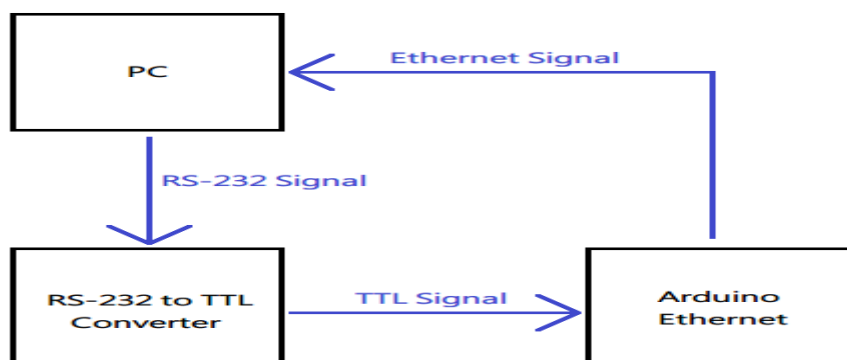 Ethernet Signal
PC
RS-232 Signal
RS-232 to TTL
Converter
TTL Signal
Arduino
Ethernet